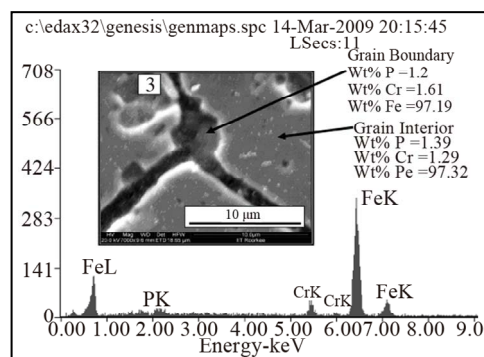 c:\edax32\genesis\genmaps.spc 14-Mar-2009 20:15:45
LSecs:11
Grain Boundary
Wt% P =1.2
Wt% Cr =1.61
Wt% Fe =97.19
Grain Interior
Wt% P =1.39
Wt% Cr =1.29
Wt% Pe =97.32
3
10 μm
708
566
424
283
141
FeL
PK
CrK
CrK
FeK
FeK
0.00 1.00 2.00 3.00 4.00 5.00 6.00 7.00 8.00 9.0
Energy-keV